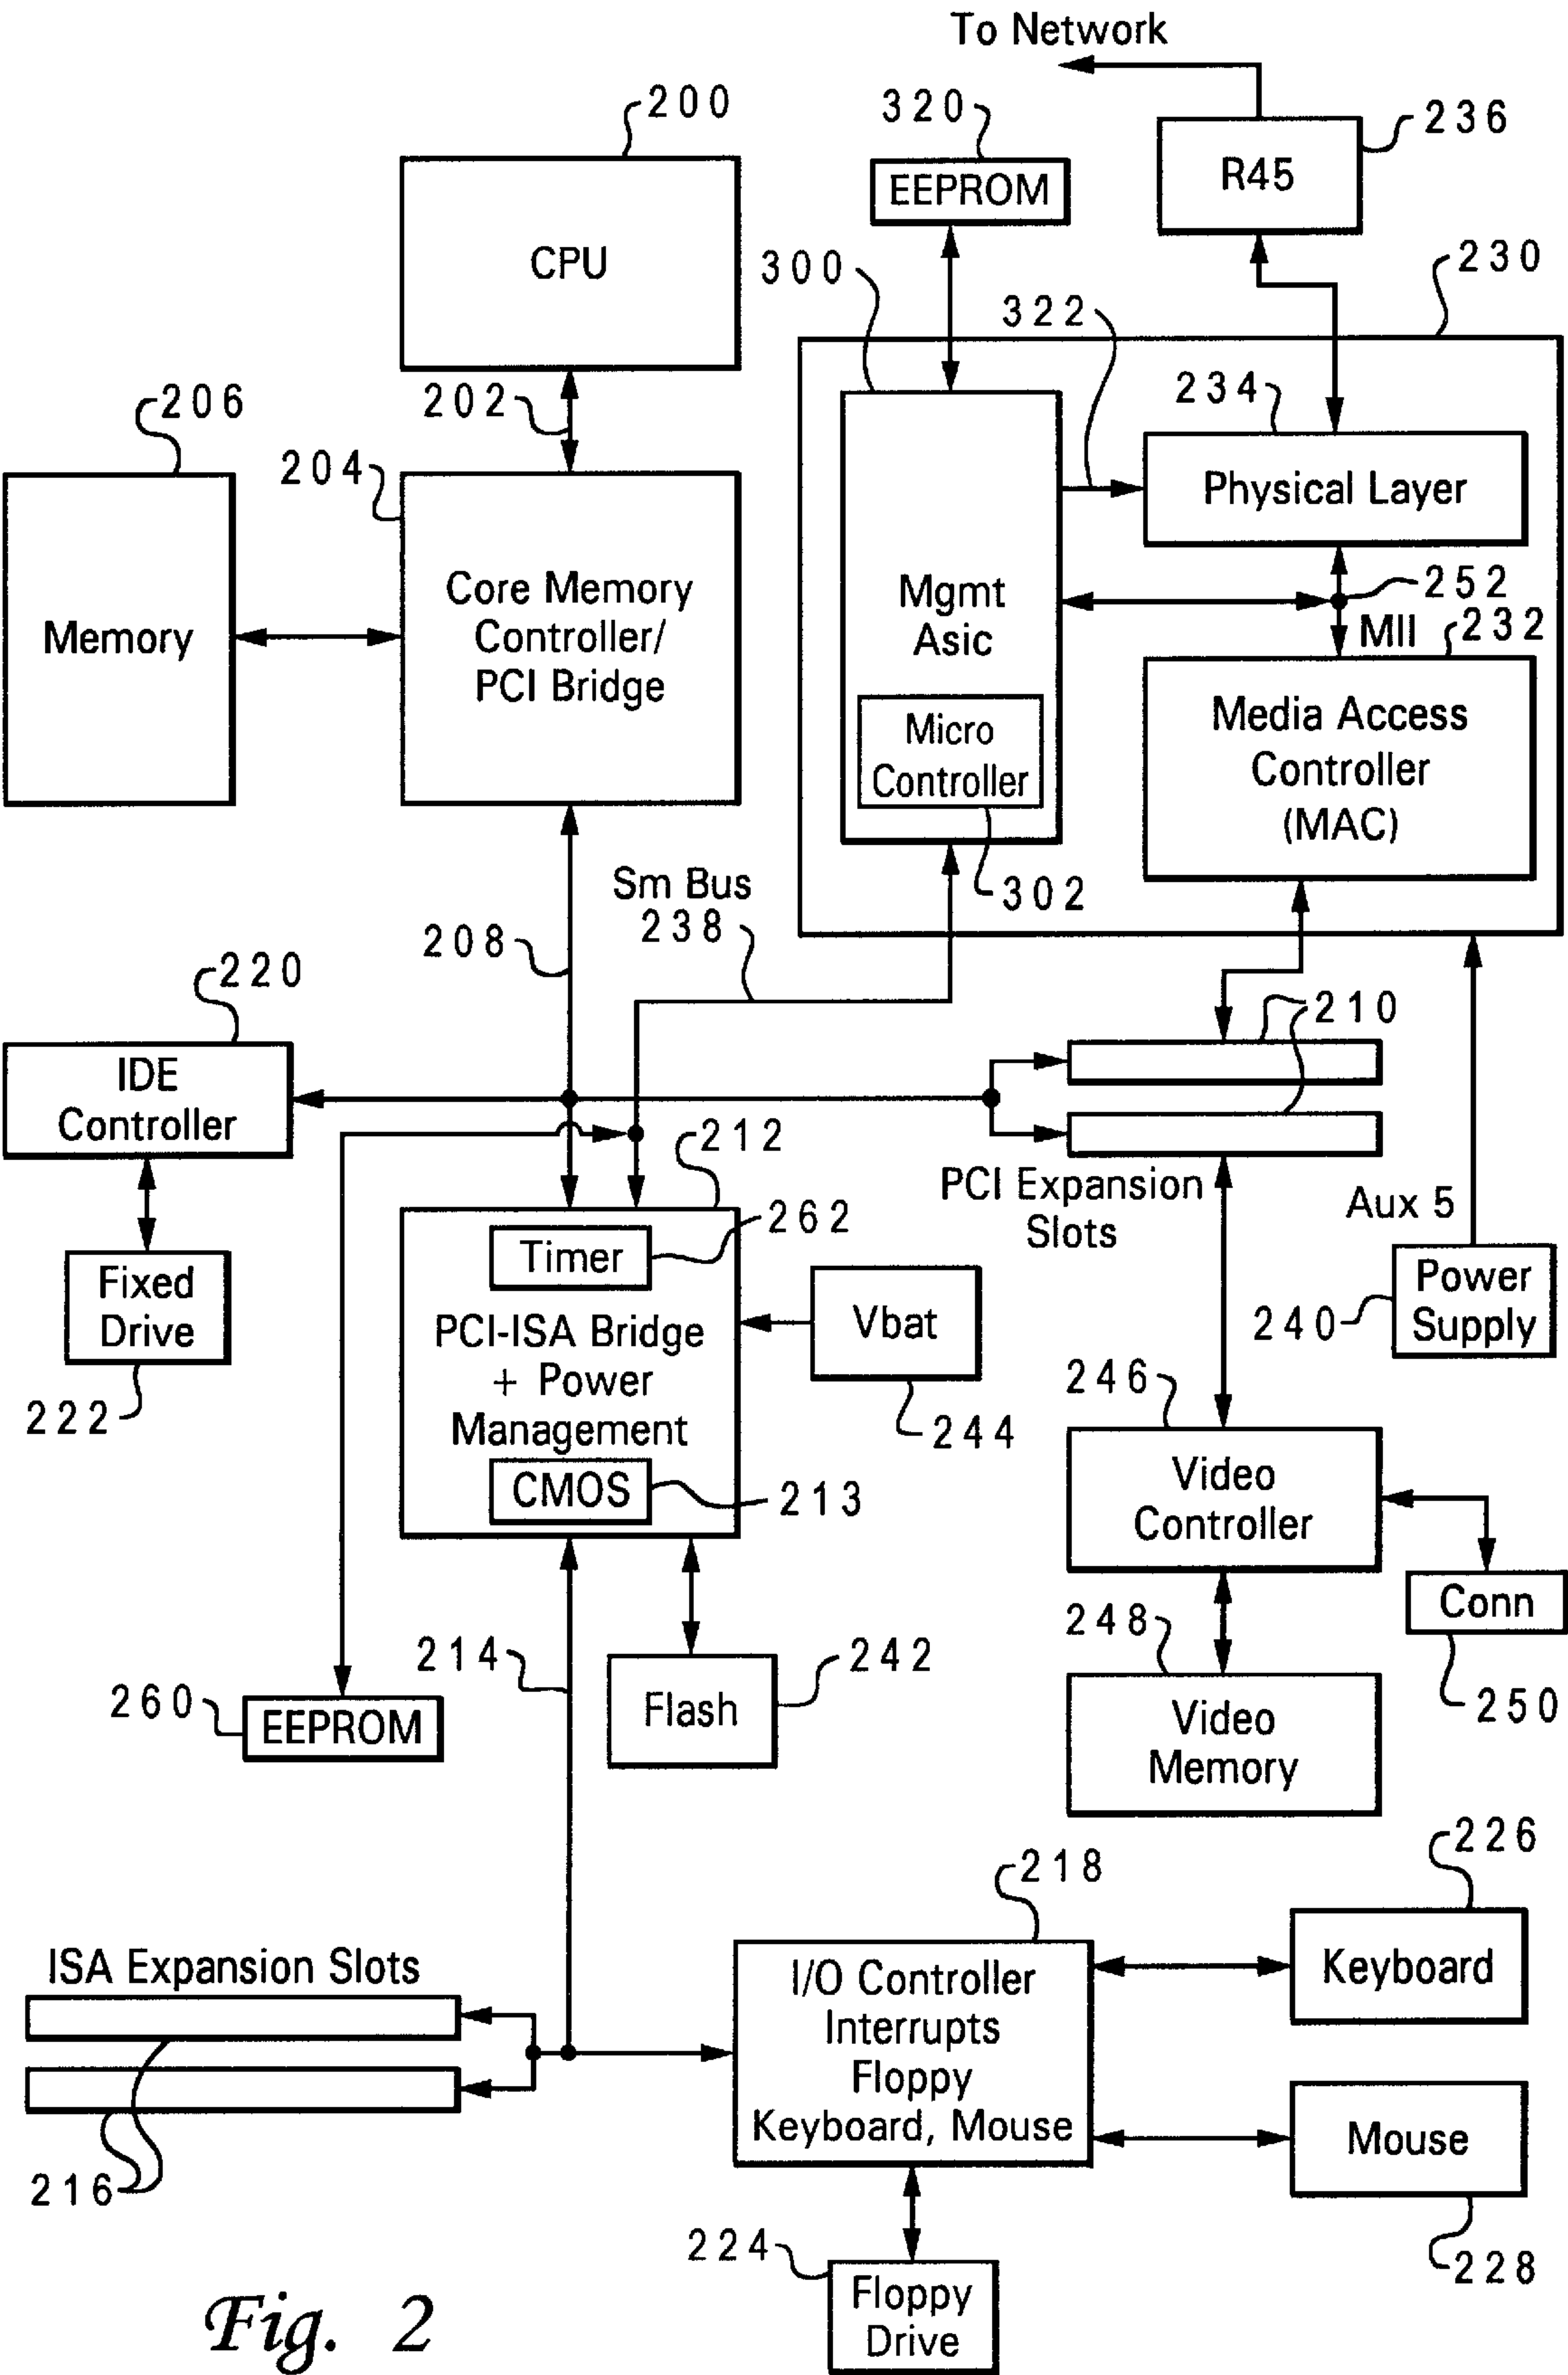 To Network
200
320
236
R45
EEPROM
CPU
300
230
322
202
206
234
204
Physical Layer
Memory
Core Memory
Controller/
PCI Bridge
Mgmt
Asic
252
MII
232
Micro
Controller
Media Access
Controller
(MAC)
302
Sm Bus
238
208
220
210
IDE
Controller
212
PCI Expansion
Slots
Aux 5
262
Timer
Fixed
Drive
Vbat
Power
Supply
240
PCI-ISA Bridge
+ Power
Management
222
244
246
CMOS
213
Video
Controller
Conn
248
214
242
260
EEPROM
Flash
250
Video
Memory
226
218
ISA Expansion Slots
I/O Controller
Interrupts
Floppy
Keyboard, Mouse
Keyboard
Mouse
216
224
228
Floppy
Drive
Fig. 2